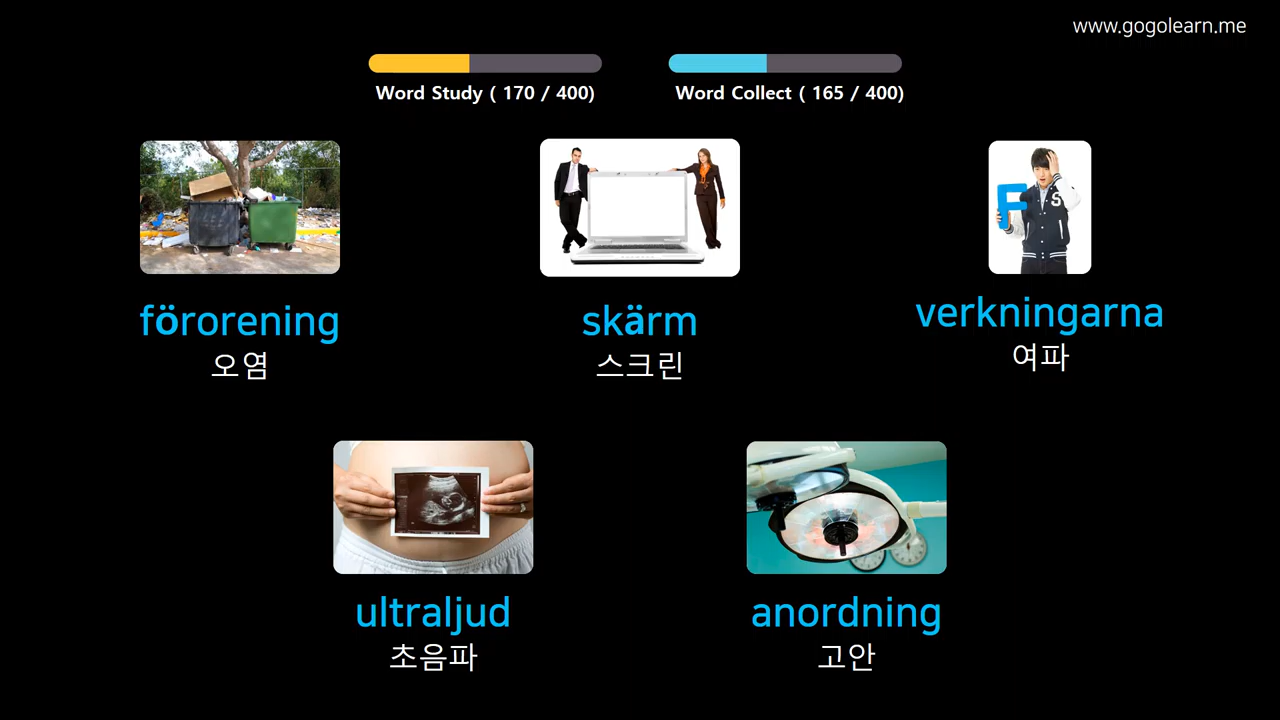 www.gogolearn.me
Word Study ( 170 / 400)
Word Collect ( 165 / 400)
F
S
förorening
오염
skärm
스크린
verkningarna
여파
ultraljud
초음파
anordning
고안